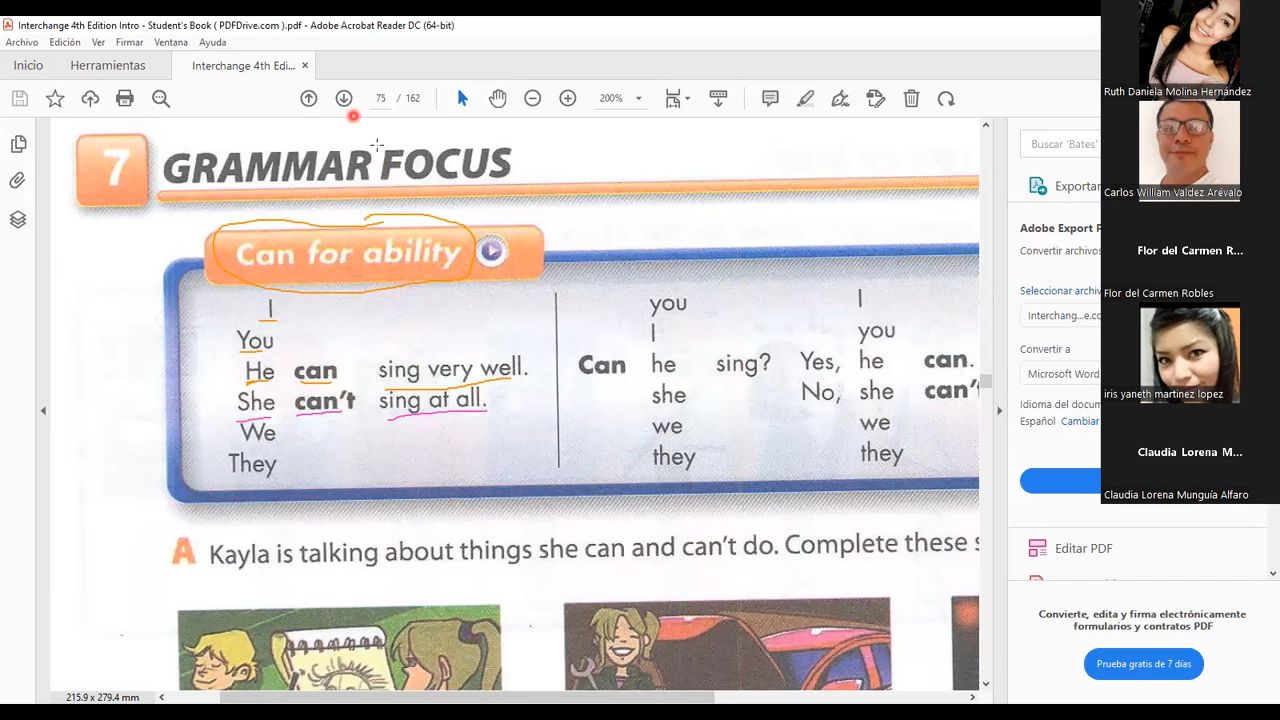 Interchange 4th Edition Intro - Student's Book ( PDFDrive.com ).pdf - Adobe Acrobat Reader DC (64-bit)
Archivo Edición Ver Firmar Ventana Ayuda
Inicio Herramientas Interchange 4th Edi... ×
75 / 162 200%
7 GRAMMAR FOCUS
Can for ability
I
You
He can sing very well.
She can't sing at all.
We
They
you
I
Can he sing?
she
we
they
I
you
Yes, he can.
No, she can't
we
they
A Kayla is talking about things she can and can't do. Complete these s
215.9 x 279.4 mm
Buscar 'Bates'
Exportar
Adobe Export P
Convertir archivos
Seleccionar archiv
Interchang...e.co
Convertir a
Microsoft Word
Idioma del docum
Español Cambiar
Editar PDF
Convierte, edita y firma electrónicamente
formularios y contratos PDF
Prueba gratis de 7 días
Ruth Daniela Molina Hernández
Carlos William Valdez Arévalo
Flor del Carmen R...
Flor del Carmen Robles
iris yaneth martinez lopez
Claudia Lorena M...
Claudia Lorena Munguía Alfaro